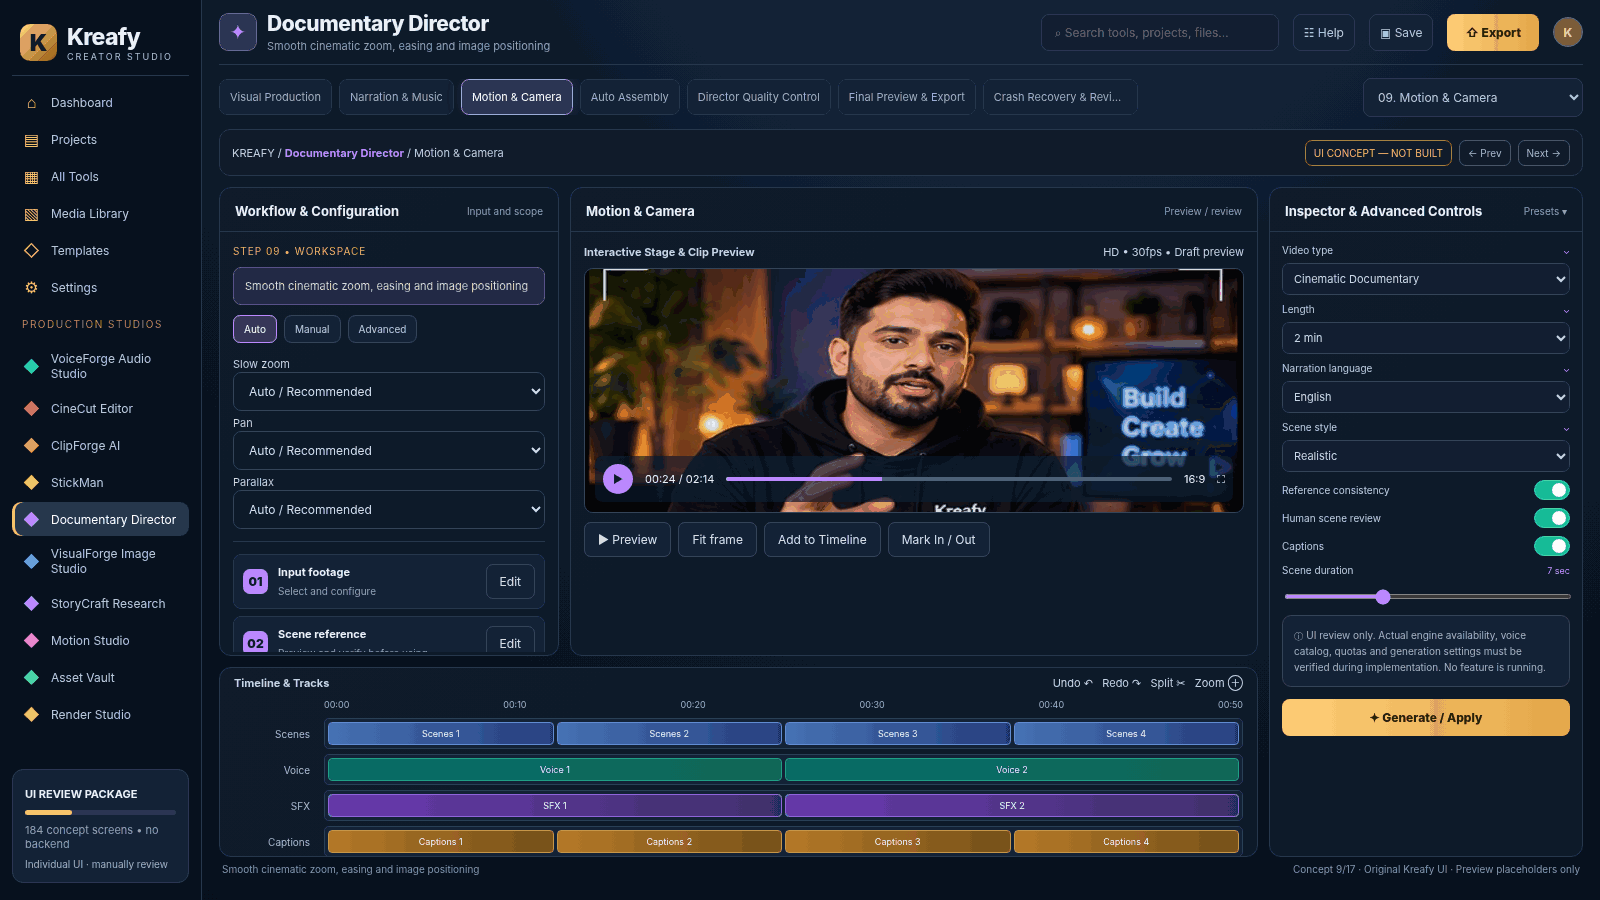 K
Kreafy
CREATOR STUDIO
Dashboard
Projects
All Tools
Media Library
Templates
Settings
PRODUCTION STUDIOS
VoiceForge Audio
Studio
CineCut Editor
ClipForge AI
StickMan
Documentary Director
VisualForge Image
Studio
StoryCraft Research
Motion Studio
Asset Vault
Render Studio
UI REVIEW PACKAGE
184 concept screens • no
backend
Individual UI · manually review
Documentary Director
Smooth cinematic zoom, easing and image positioning
Search tools, projects, files...
Help
Save
Export
K
Visual Production
Narration & Music
Motion & Camera
Auto Assembly
Director Quality Control
Final Preview & Export
Crash Recovery & Revi...
09. Motion & Camera
KREAFY / Documentary Director / Motion & Camera
UI CONCEPT — NOT BUILT
← Prev
Next →
Workflow & Configuration
Input and scope
STEP 09 • WORKSPACE
Smooth cinematic zoom, easing and image positioning
Auto
Manual
Advanced
Slow zoom
Auto / Recommended
Pan
Auto / Recommended
Parallax
Auto / Recommended
01
Input footage
Select and configure
Edit
02
Scene reference
Preview and verify before using
Edit
Motion & Camera
Preview / review
Interactive Stage & Clip Preview
HD • 30fps • Draft preview
Build
Create
Grow
Kreafy
00:24 / 02:14
16:9
▶ Preview
Fit frame
Add to Timeline
Mark In / Out
Inspector & Advanced Controls
Presets ▾
Video type
Cinematic Documentary
Length
2 min
Narration language
English
Scene style
Realistic
Reference consistency
Human scene review
Captions
Scene duration
7 sec
ⓘ UI review only. Actual engine availability, voice
catalog, quotas and generation settings must be
verified during implementation. No feature is running.
✦ Generate / Apply
Timeline & Tracks
Undo ↶
Redo ↷
Split ✂
Zoom
00:00
00:10
00:20
00:30
00:40
00:50
Scenes
Scenes 1
Scenes 2
Scenes 3
Scenes 4
Voice
Voice 1
Voice 2
SFX
SFX 1
SFX 2
Captions
Captions 1
Captions 2
Captions 3
Captions 4
Smooth cinematic zoom, easing and image positioning
Concept 9/17 · Original Kreafy UI · Preview placeholders only